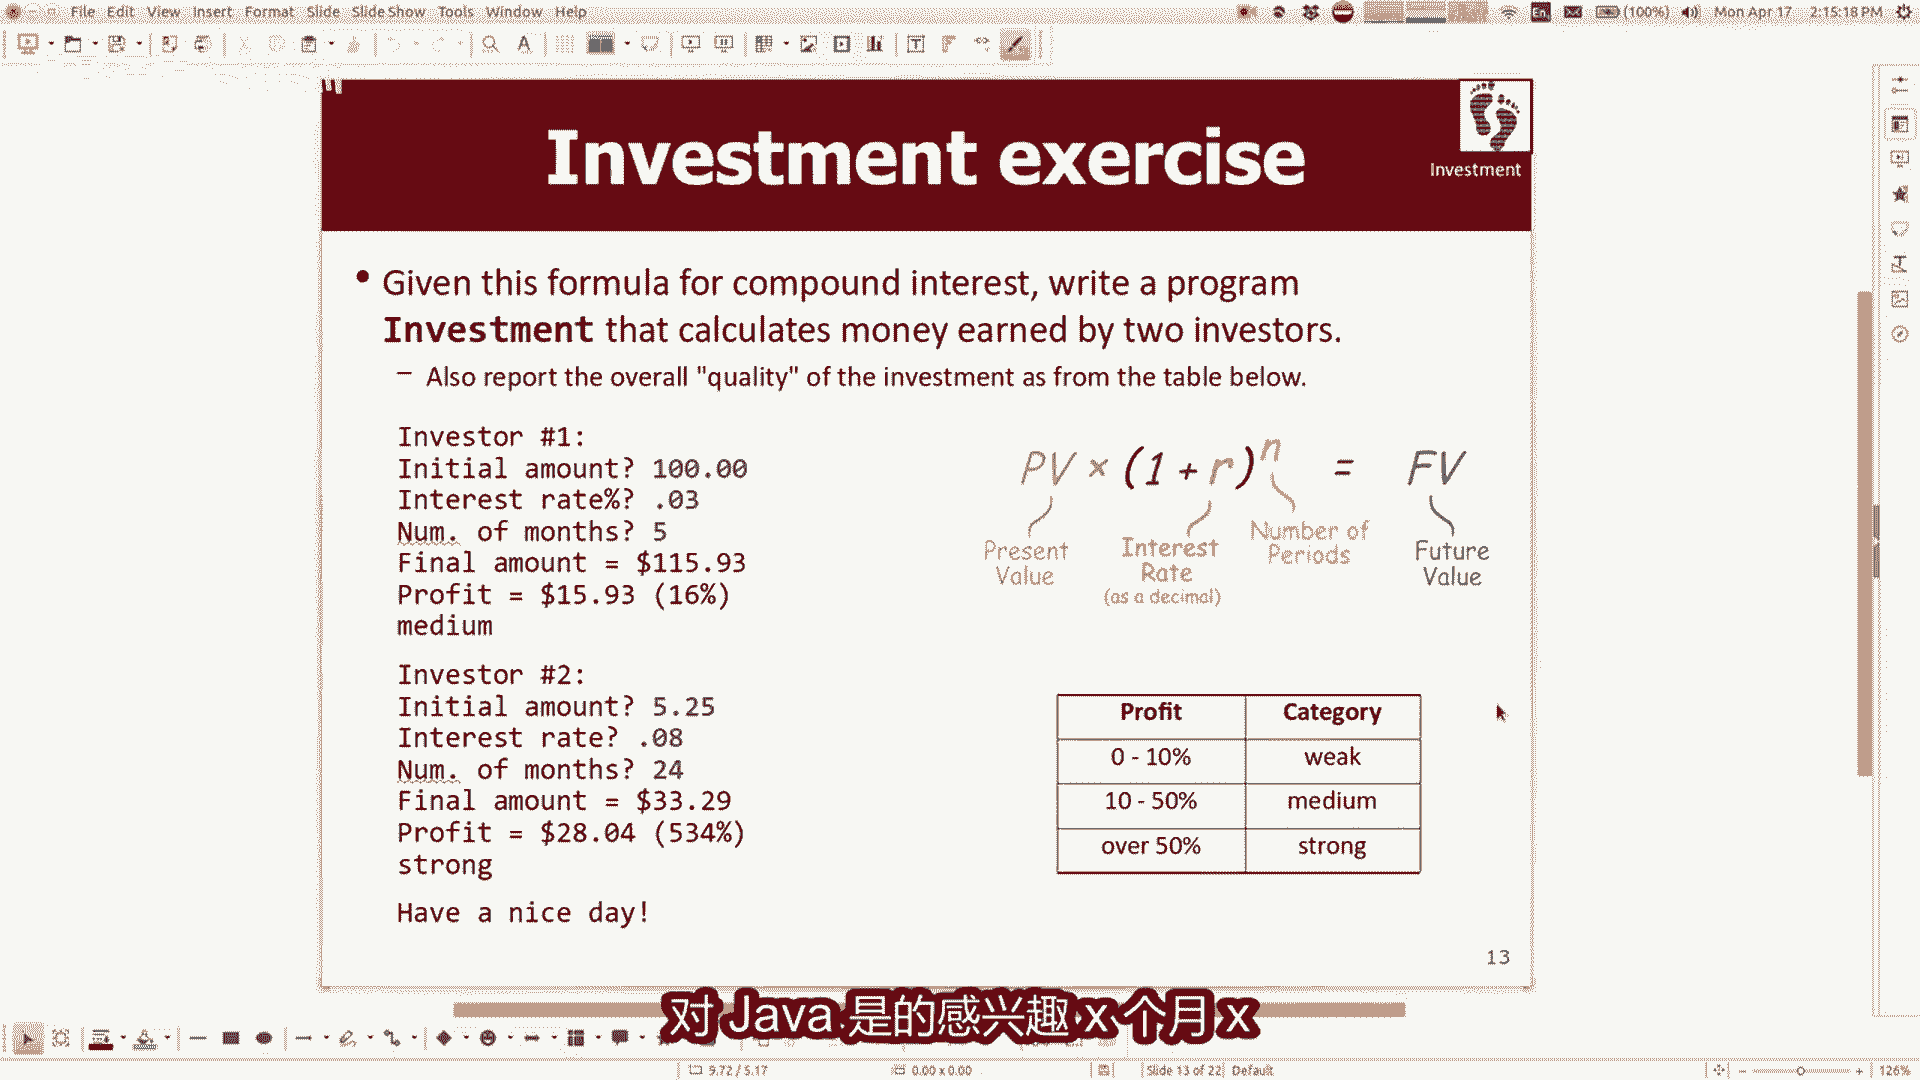 File Edit View Insert Format Slide Slide Show Tools Window Help
En (100%) Mon Apr 17 2:15:18 PM
Investment exercise
Investment
• Given this formula for compound interest, write a program
Investment that calculates money earned by two investors.
– Also report the overall "quality" of the investment as from the table below.
Investor #1:
Initial amount? 100.00
Interest rate%? .03
Num. of months? 5
Final amount = $115.93
Profit = $15.93 (16%)
medium
PV × (1 + r)^n = FV
Present Value
Interest Rate (as a decimal)
Number of Periods
Future Value
Investor #2:
Initial amount? 5.25
Interest rate? .08
Num. of months? 24
Final amount = $33.29
Profit = $28.04 (534%)
strong
Have a nice day!
Profit Category
0 - 10% weak
10 - 50% medium
over 50% strong
13
对 Java 是的感兴趣 x 个月 x
9.72 / 5.17 0.00 x 0.00 Slide 13 of 22 Default 126%